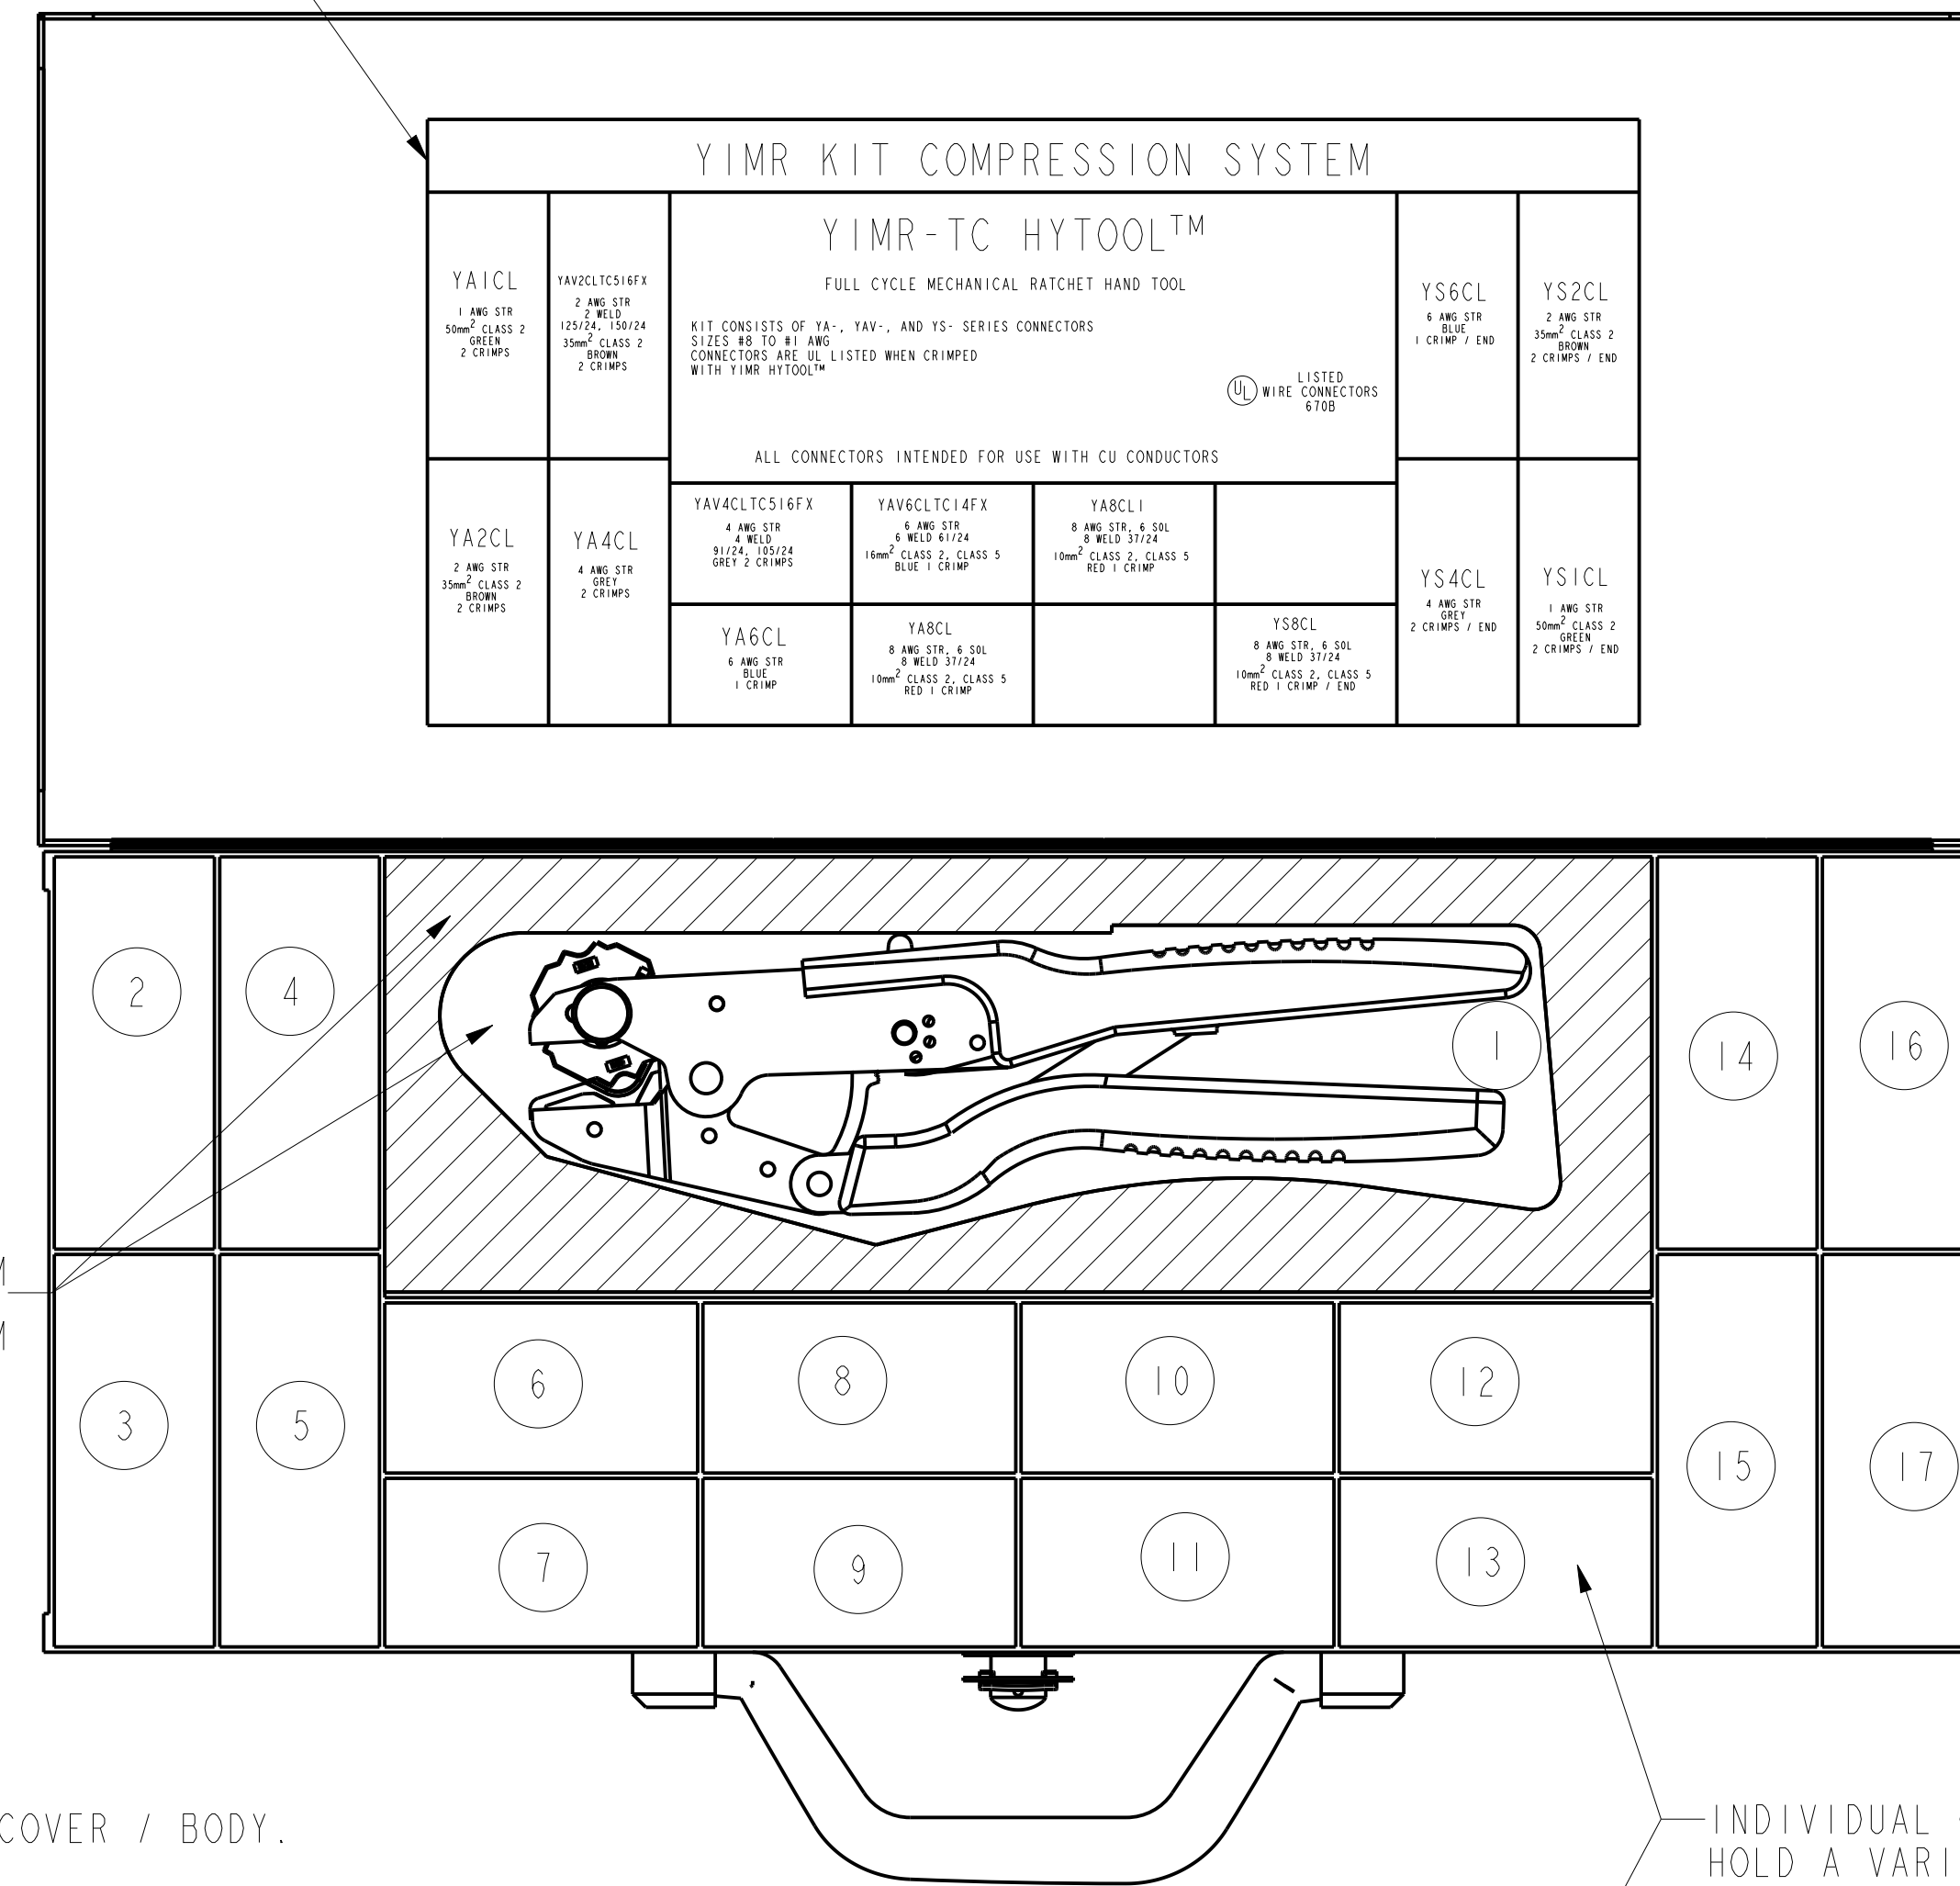 YIMR KIT COMPRESSION SYSTEM
YA1CL
1 AWG STR
50mm² CLASS 2
GREEN
2 CRIMPS
YAV2CLTC516FX
2 AWG STR
2 WELD
125/24, 150/24
35mm² CLASS 2
BROWN
2 CRIMPS
YIMR-TC HYTOOL™
FULL CYCLE MECHANICAL RATCHET HAND TOOL
KIT CONSISTS OF YA-, YAV-, AND YS- SERIES CONNECTORS
SIZES #8 TO #1 AWG
CONNECTORS ARE UL LISTED WHEN CRIMPED
WITH YIMR HYTOOL™
UL
LISTED
WIRE CONNECTORS
670B
ALL CONNECTORS INTENDED FOR USE WITH CU CONDUCTORS
YS6CL
6 AWG STR
BLUE
1 CRIMP / END
YS2CL
2 AWG STR
35mm² CLASS 2
BROWN
2 CRIMPS / END
YA2CL
2 AWG STR
35mm² CLASS 2
BROWN
2 CRIMPS
YA4CL
4 AWG STR
GREY
2 CRIMPS
YAV4CLTC516FX
4 AWG STR
4 WELD
91/24, 105/24
GREY 2 CRIMPS
YAV6CLTC14FX
6 AWG STR
6 WELD 61/24
16mm² CLASS 2, CLASS 5
BLUE 1 CRIMP
YA8CL1
8 AWG STR, 6 SOL
8 WELD 37/24
10mm² CLASS 2, CLASS 5
RED 1 CRIMP
YA6CL
6 AWG STR
BLUE
1 CRIMP
YA8CL
8 AWG STR, 6 SOL
8 WELD 37/24
10mm² CLASS 2, CLASS 5
RED 1 CRIMP
YS8CL
8 AWG STR, 6 SOL
8 WELD 37/24
10mm² CLASS 2, CLASS 5
RED 1 CRIMP / END
YS4CL
4 AWG STR
GREY
2 CRIMPS / END
YS1CL
1 AWG STR
50mm² CLASS 2
GREEN
2 CRIMPS / END
2
4
1
14
16
M
M
3
5
6
8
10
12
15
17
7
9
11
13
COVER / BODY.
INDIVIDUAL
HOLD A VARI